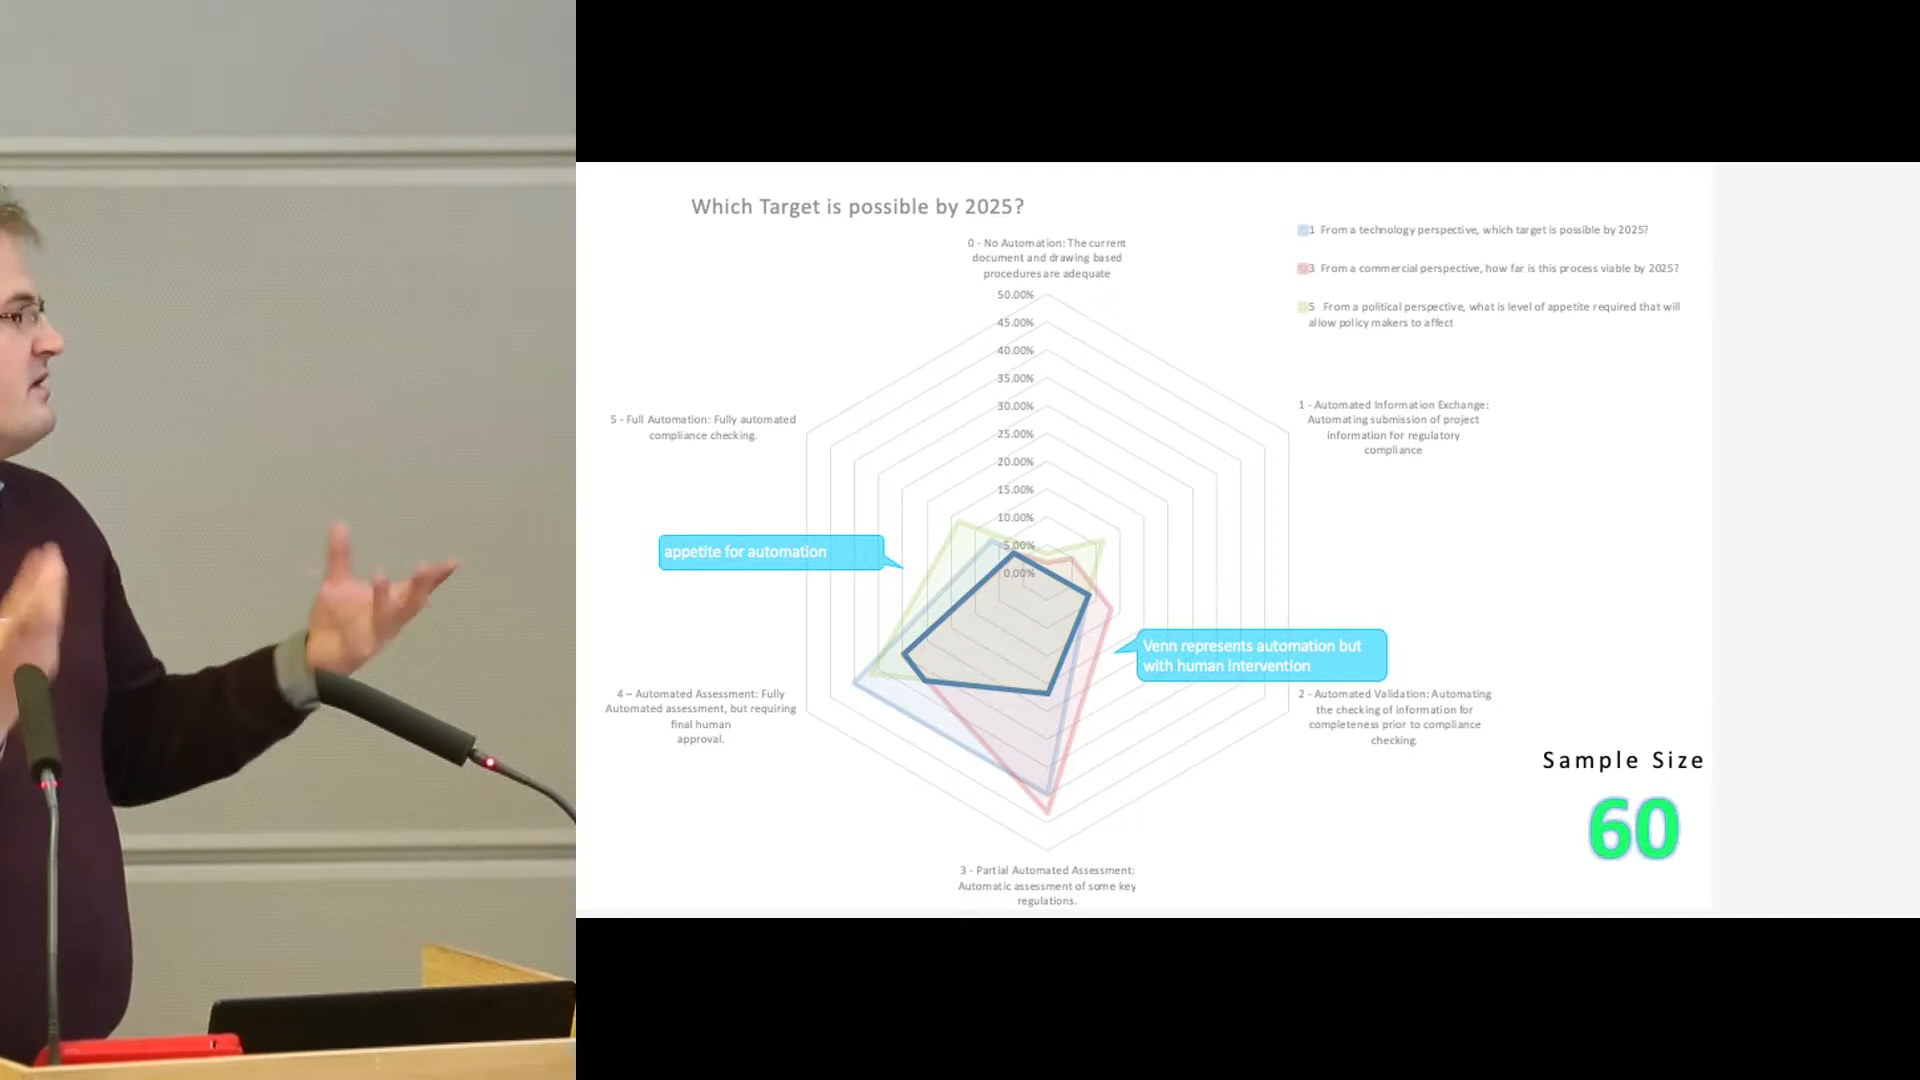 Which Target is possible by 2025?
0 - No Automation: The current
document and drawing based
procedures are adequate
1 From a technology perspective, which target is possible by 2025?
3 From a commercial perspective, how far is this process viable by 2025?
5 From a political perspective, what is level of appetite required that will
allow policy makers to affect
50.00%
45.00%
40.00%
35.00%
30.00%
25.00%
20.00%
15.00%
10.00%
5.00%
0.00%
5 - Full Automation: Fully automated
compliance checking.
1 - Automated Information Exchange:
Automating submission of project
information for regulatory
compliance
appetite for automation
Venn represents automation but
with human intervention
4 – Automated Assessment: Fully
Automated assessment, but requiring
final human
approval.
2 - Automated Validation: Automating
the checking of information for
completeness prior to compliance
checking.
Sample Size
60
3 - Partial Automated Assessment:
Automatic assessment of some key
regulations.